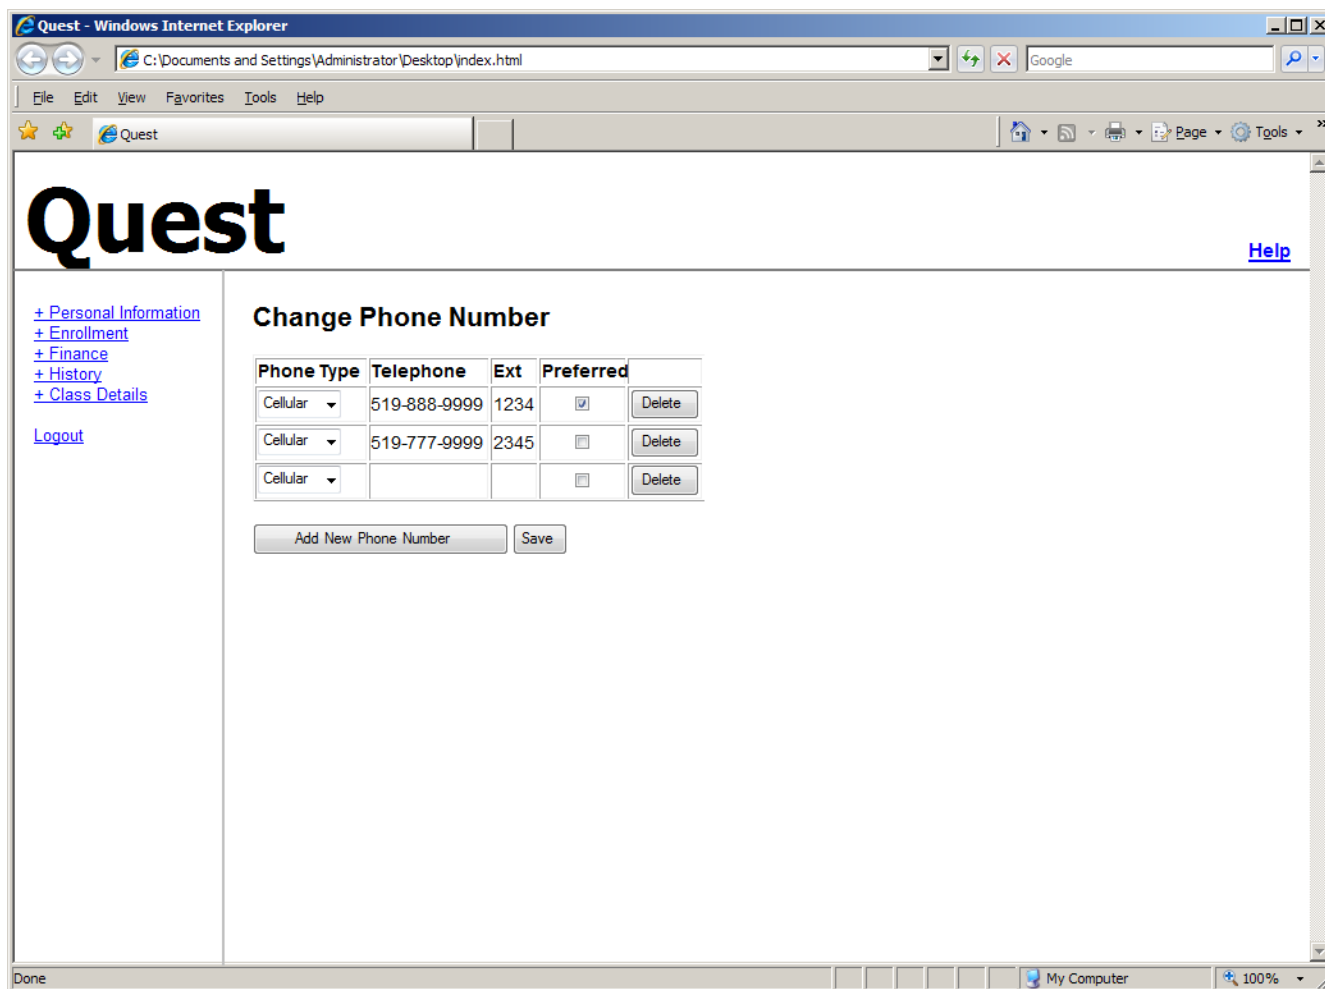 Quest - Windows Internet Explorer
C:\Documents and Settings\Administrator\Desktop\index.html
Google
File Edit View Favorites Tools Help
Quest
Page Tools »
Quest
Help
+ Personal Information
+ Enrollment
+ Finance
+ History
+ Class Details
Logout
Change Phone Number
Phone Type Telephone Ext Preferred
Cellular 519-888-9999 1234 Delete
Cellular 519-777-9999 2345 Delete
Cellular Delete
Add New Phone Number Save
Done My Computer 100%